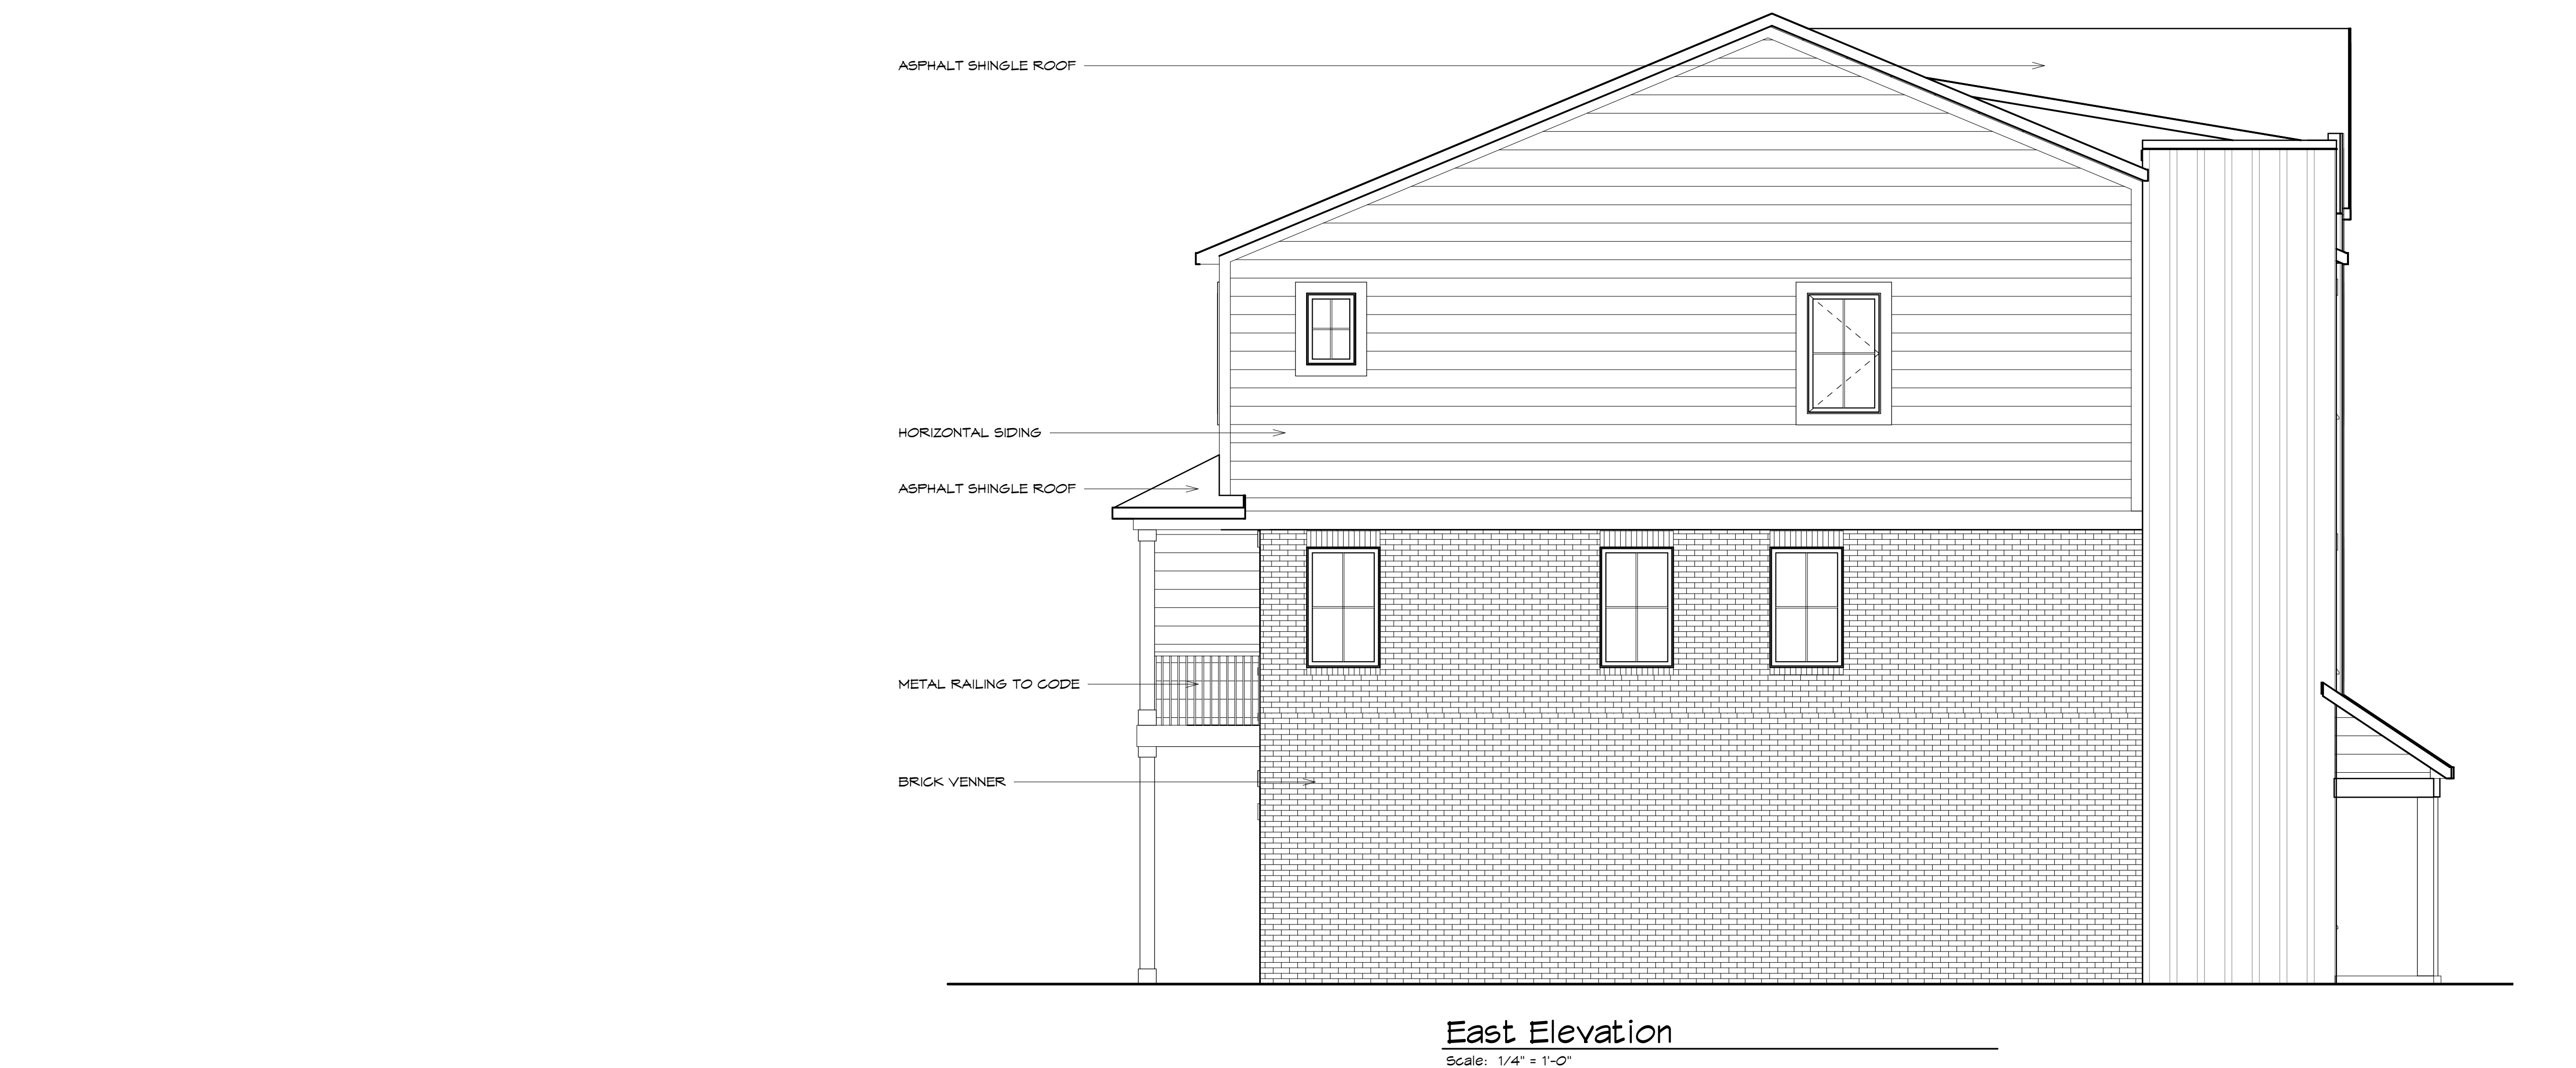 ASPHALT SHINGLE ROOF
HORIZONTAL SIDING
ASPHALT SHINGLE ROOF
METAL RAILING TO CODE
BRICK VENNER
East Elevation
Scale: 1/4" = 1'-0"